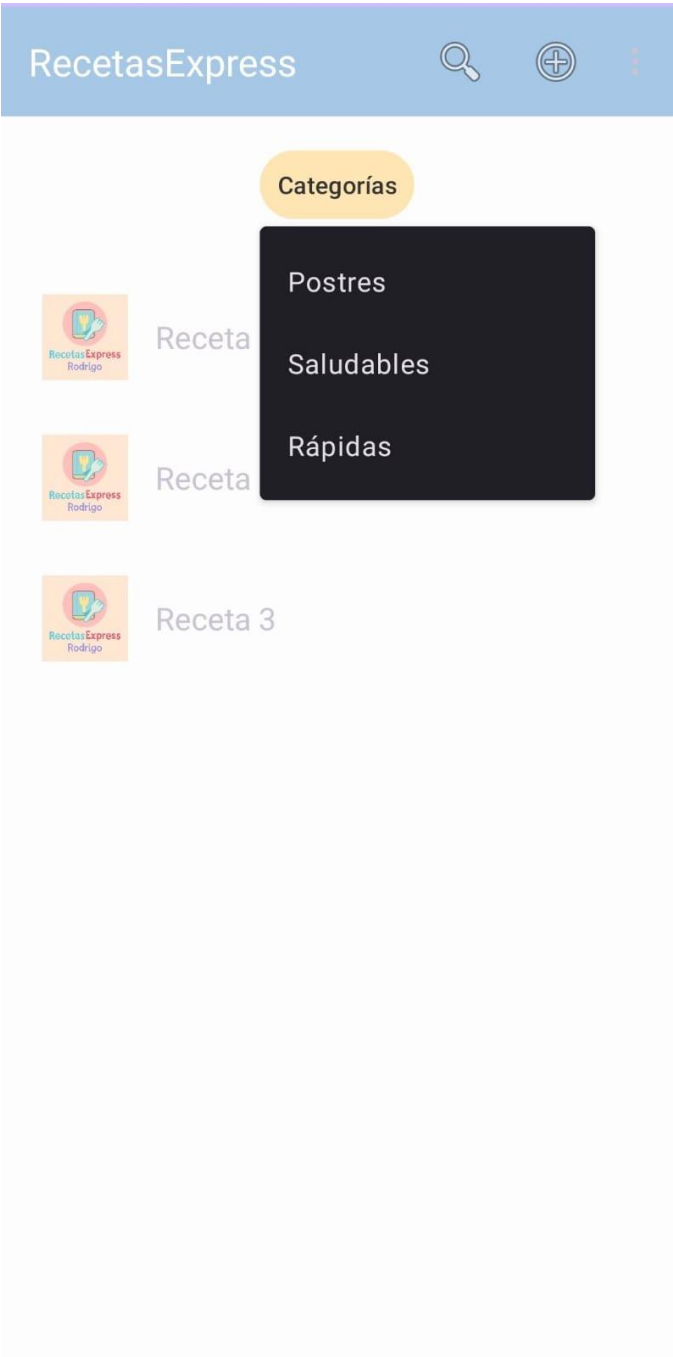 RecetasExpress
Categorías
Postres
RecetasExpress
Rodrigo
Receta
Saludables
Rápidas
RecetasExpress
Rodrigo
Receta
RecetasExpress
Rodrigo
Receta 3